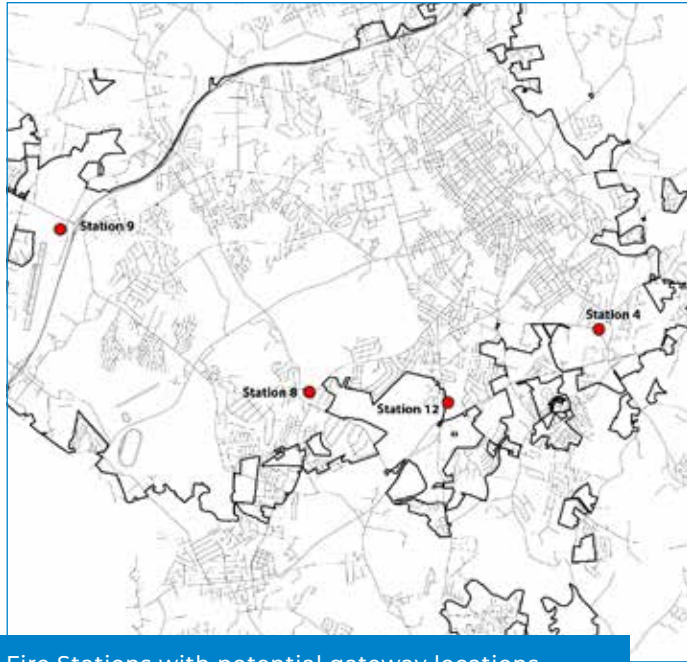 Station 9
Station 4
Station 8
Station 12
Fire Stations with potential gateway locations